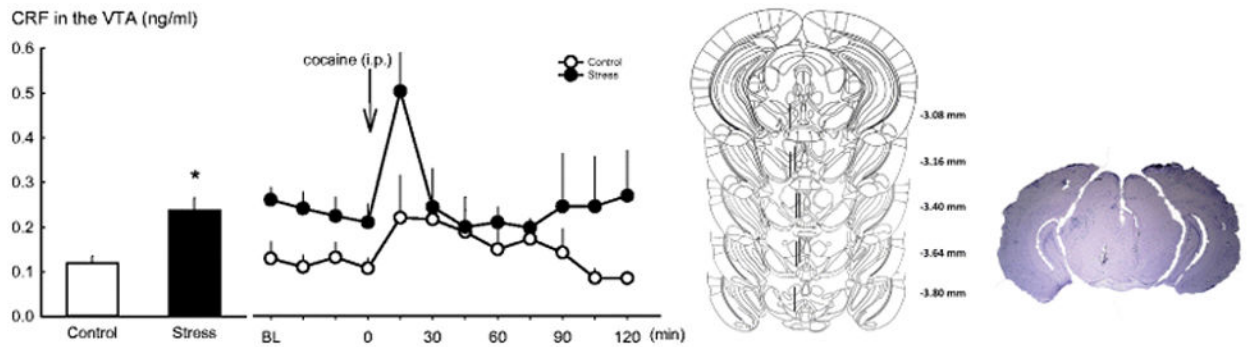 CRF in the VTA (ng/ml)
0.6
0.5
0.4
0.3
0.2
0.1
0.0
Control
Stress
*
cocaine (i.p.)
Control
Stress
BL
0
30
60
90
120
(min)
-3.08 mm
-3.16 mm
-3.40 mm
-3.64 mm
-3.80 mm